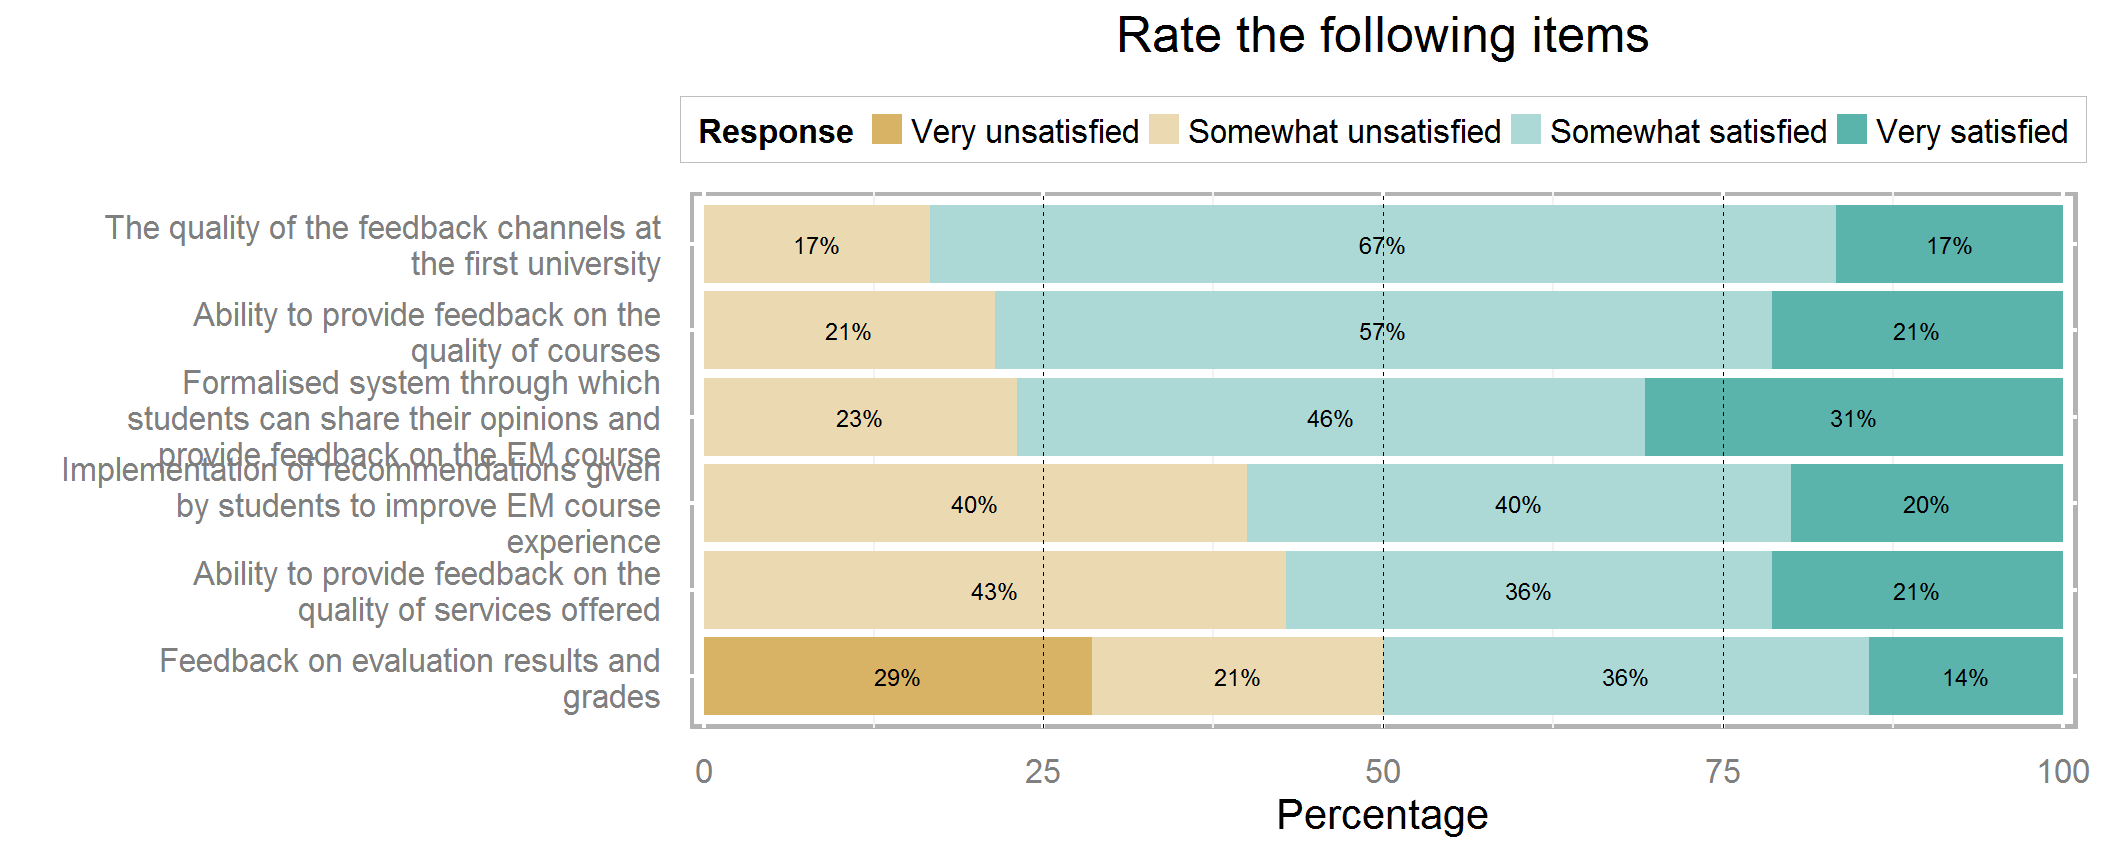 Rate the following items
Response Very unsatisfied Somewhat unsatisfied Somewhat satisfied Very satisfied
The quality of the feedback channels at
the first university
17% 67% 17%
Ability to provide feedback on the
quality of courses
21% 57% 21%
Formalised system through which
students can share their opinions and
provide feedback on the EM course
23% 46% 31%
Implementation of recommendations given
by students to improve EM course
experience
40% 40% 20%
Ability to provide feedback on the
quality of services offered
43% 36% 21%
Feedback on evaluation results and
grades
29% 21% 36% 14%
0 25 50 75 100
Percentage